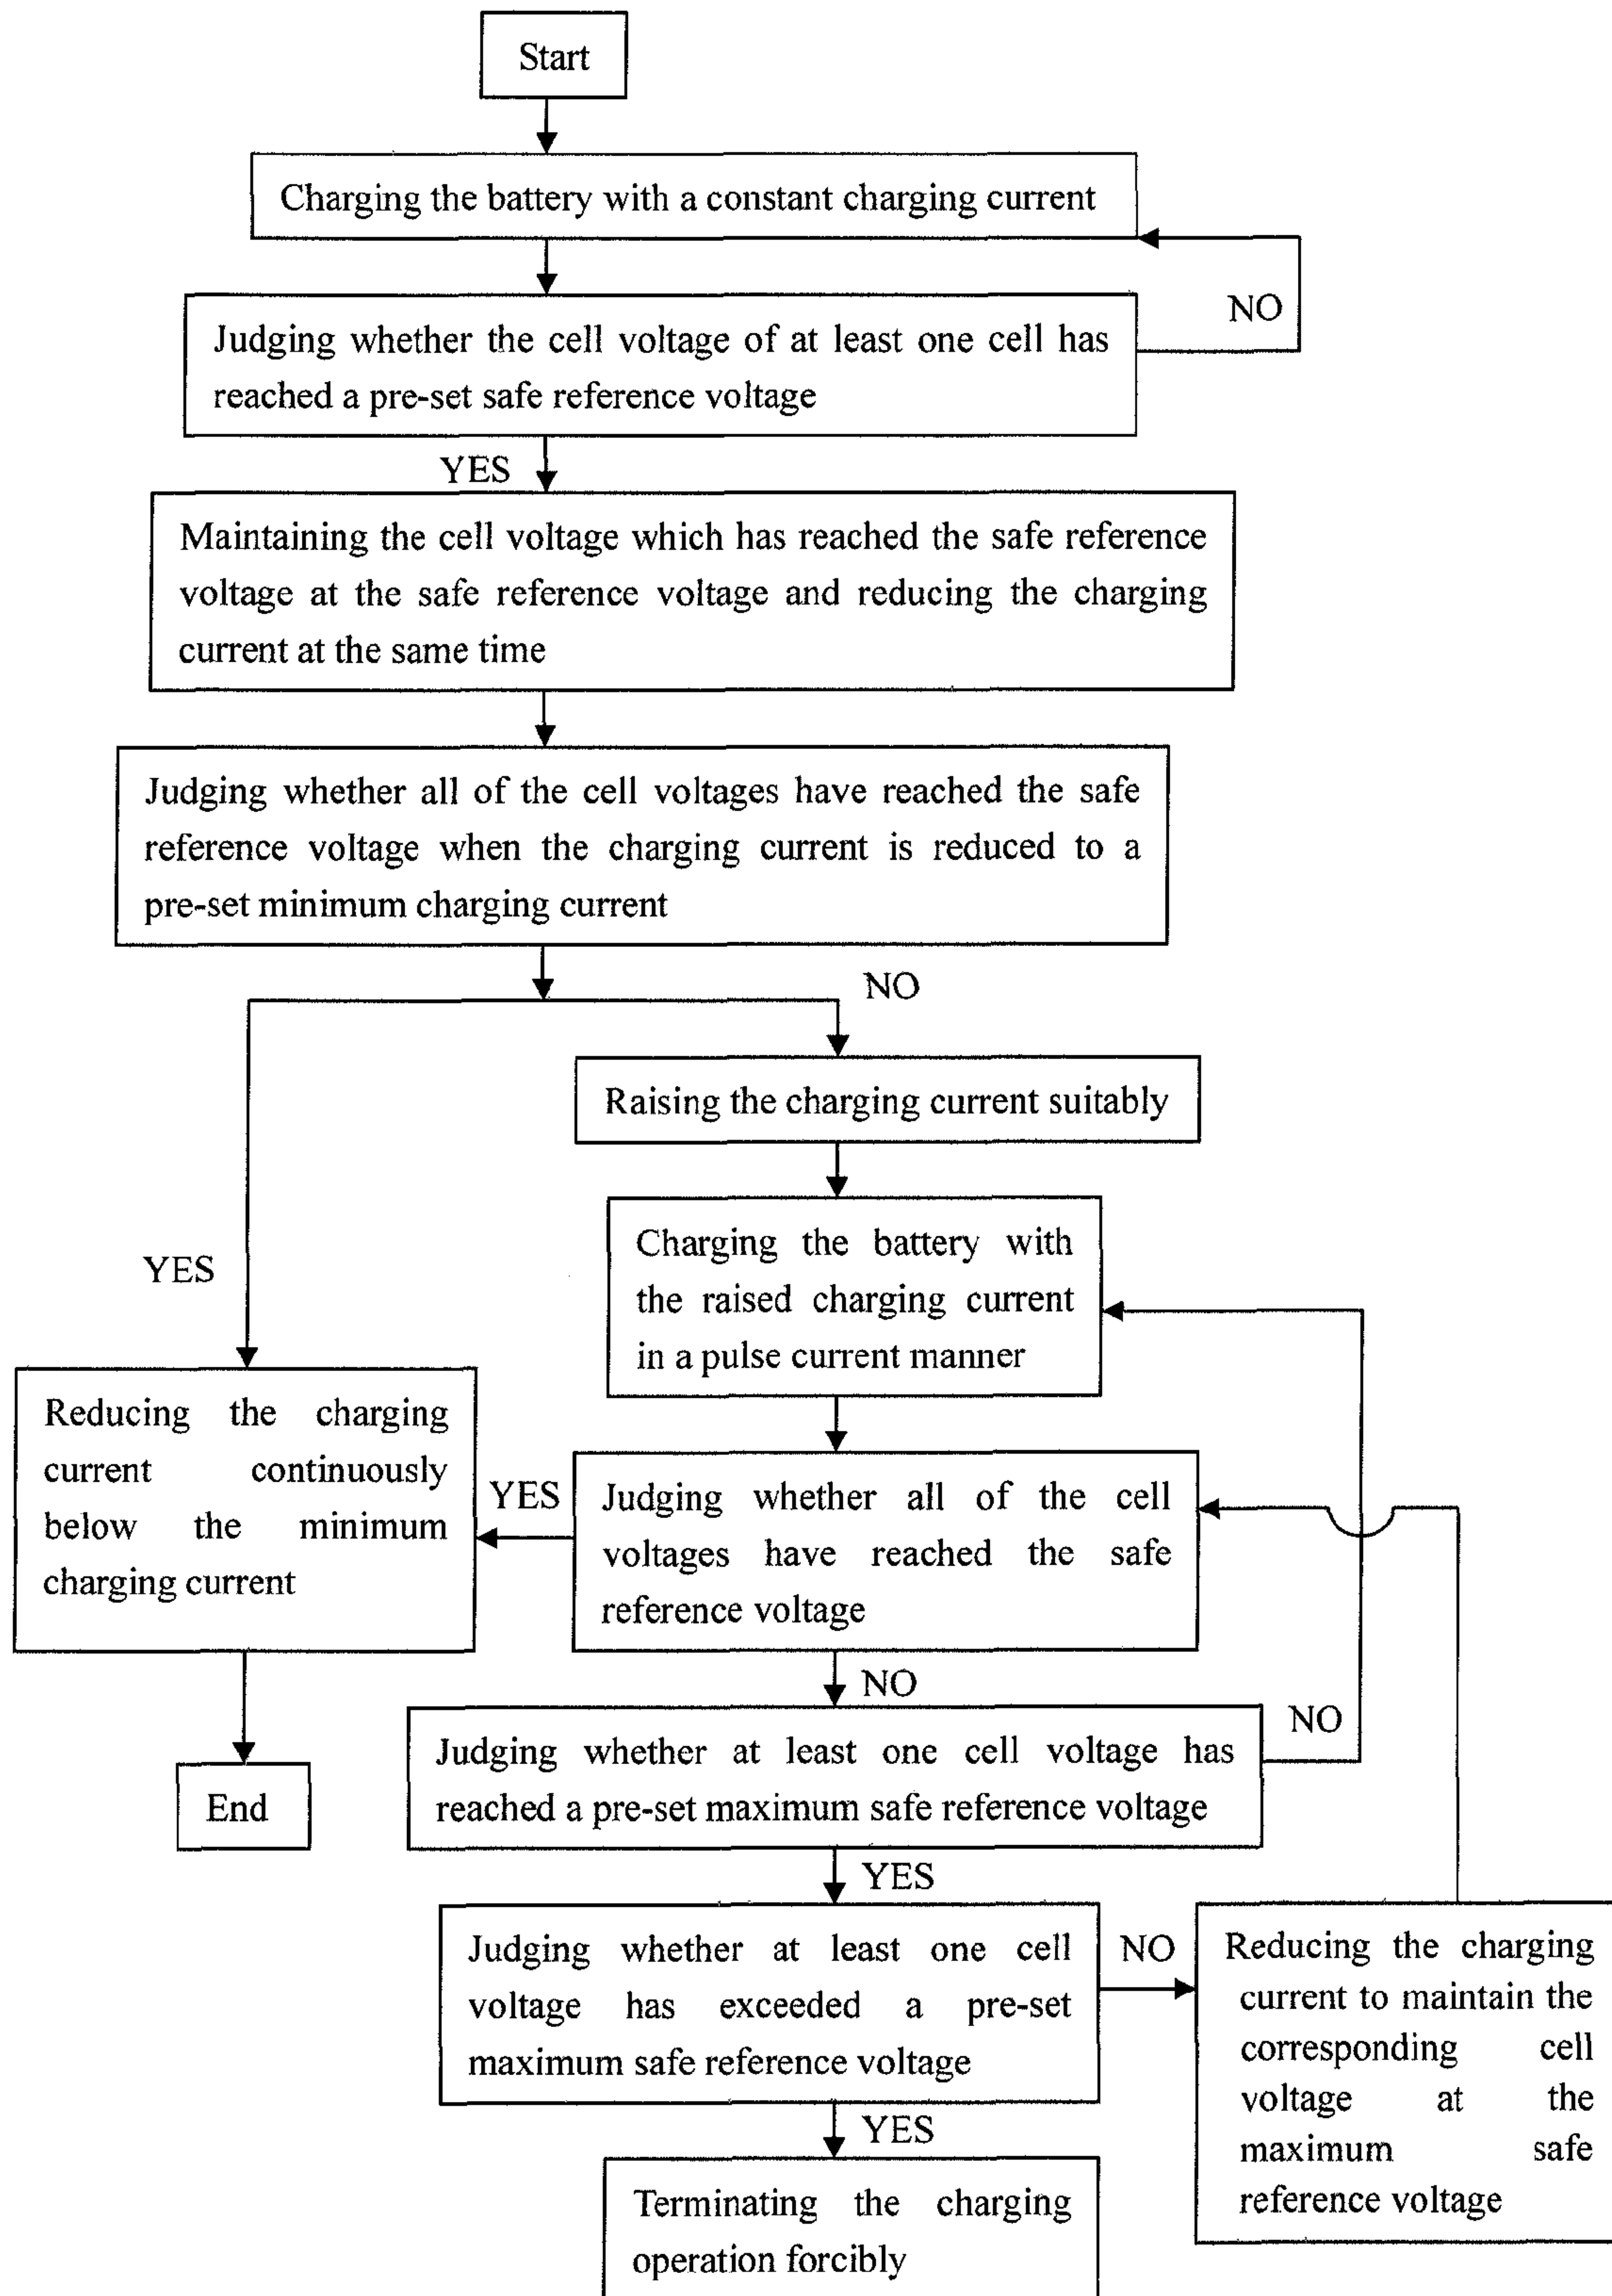 Start
Charging the battery with a constant charging current
NO
Judging whether the cell voltage of at least one cell has
reached a pre-set safe reference voltage
YES
Maintaining the cell voltage which has reached the safe reference
voltage at the safe reference voltage and reducing the charging
current at the same time
Judging whether all of the cell voltages have reached the safe
reference voltage when the charging current is reduced to a
pre-set minimum charging current
NO
Raising the charging current suitably
YES
Charging the battery with
the raised charging current
in a pulse current manner
Reducing the charging
current continuously
below the minimum
charging current
YES
Judging whether all of the cell
voltages have reached the safe
reference voltage
NO
NO
End
Judging whether at least one cell voltage has
reached a pre-set maximum safe reference voltage
YES
Judging whether at least one cell
voltage has exceeded a pre-set
maximum safe reference voltage
NO
Reducing the charging
current to maintain the
corresponding cell
voltage at the
maximum safe
reference voltage
YES
Terminating the charging
operation forcibly